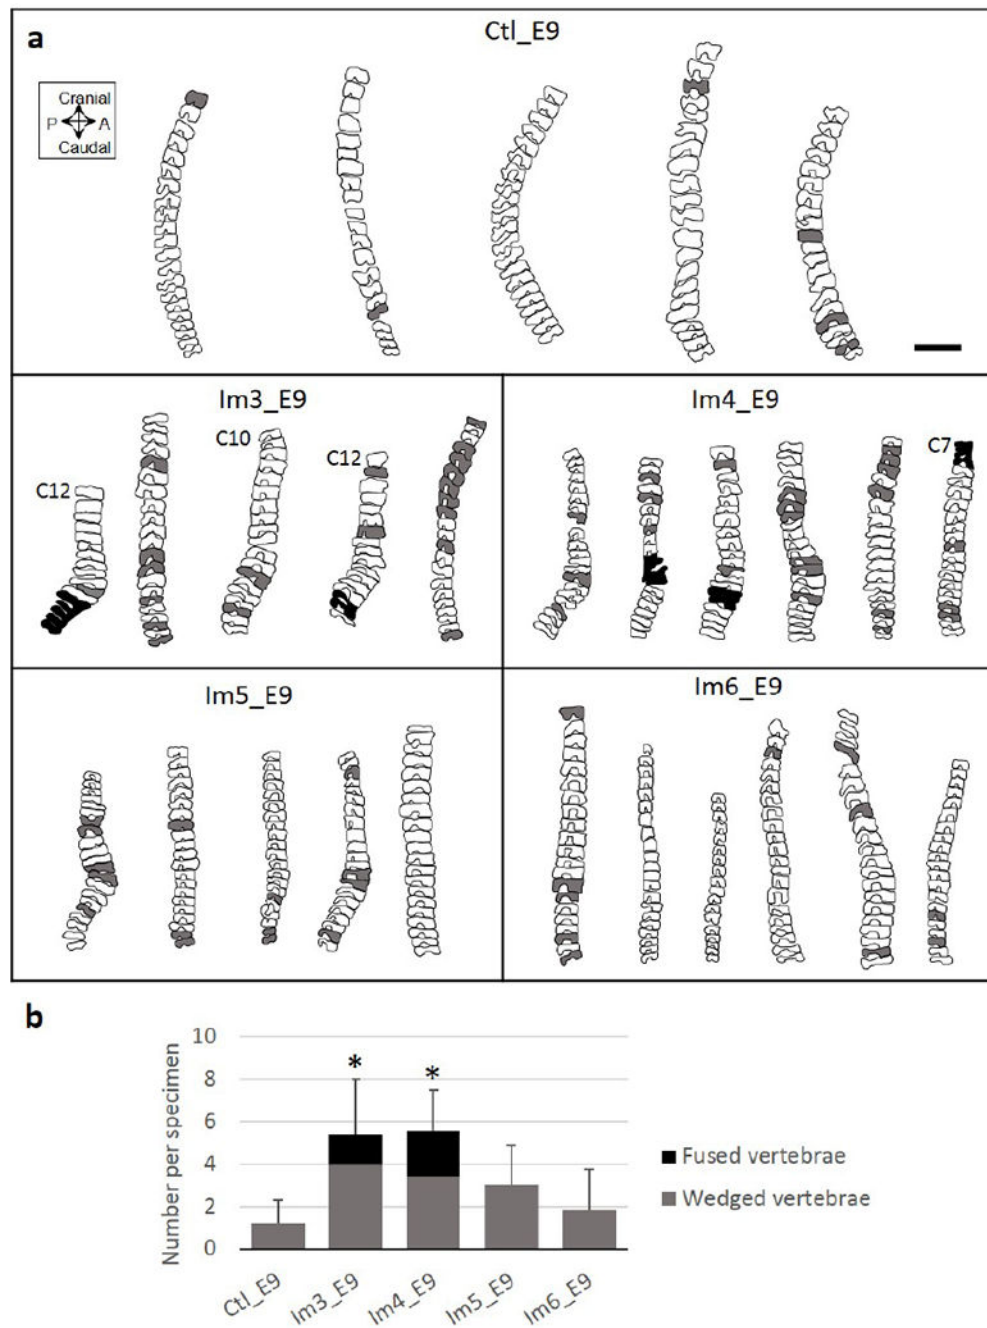 a
Ctl_E9
Cranial
P A
Caudal
Im3_E9
C12
C10
C12
Im4_E9
C7
Im5_E9
Im6_E9
b
Number per specimen
10
8
6
4
2
0
*
*
Fused vertebrae
Wedged vertebrae
Ctl_E9
Im3_E9
Im4_E9
Im5_E9
Im6_E9